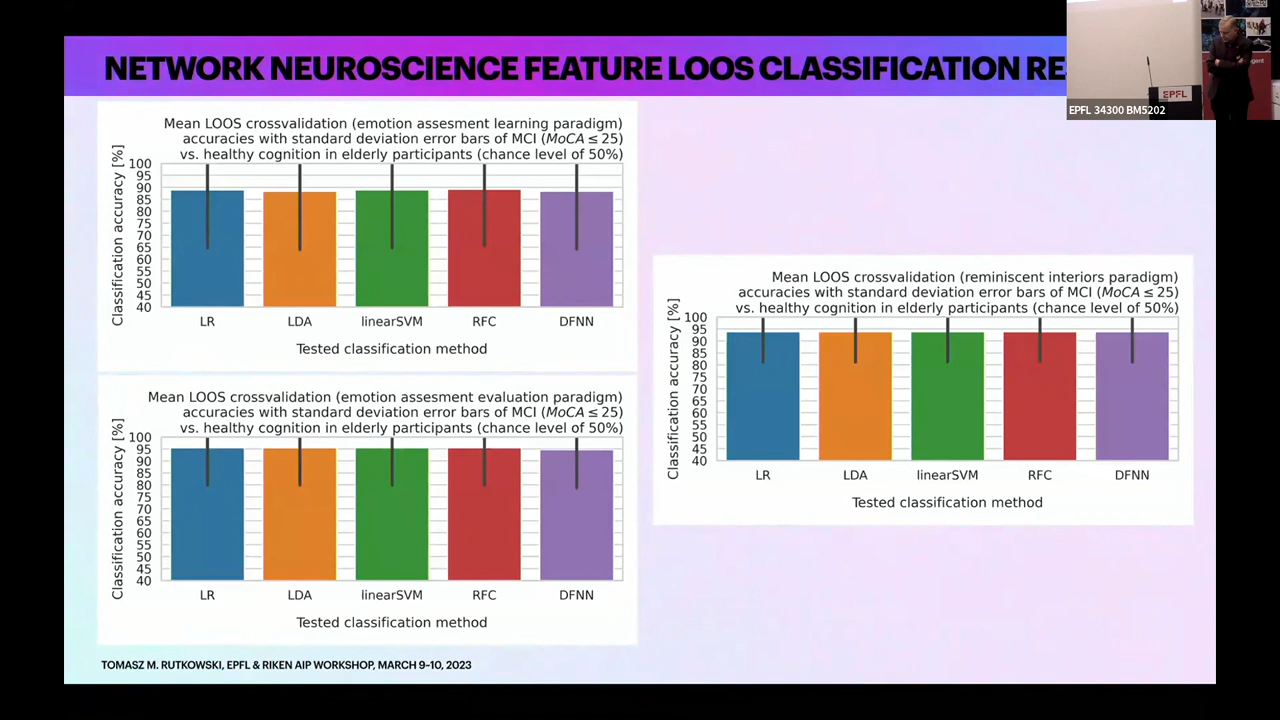 NETWORK NEUROSCIENCE FEATURE LOOS CLASSIFICATION
EPFL
EPFL 34300 BM5202
Mean LOOS crossvalidation (emotion assesment learning paradigm)
accuracies with standard deviation error bars of MCI (MoCA ≤ 25)
vs. healthy cognition in elderly participants (chance level of 50%)
Classification accuracy [%]
100
95
90
85
80
75
70
65
60
55
50
45
40
LR LDA linearSVM RFC DFNN
Tested classification method
Mean LOOS crossvalidation (emotion assesment evaluation paradigm)
accuracies with standard deviation error bars of MCI (MoCA ≤ 25)
vs. healthy cognition in elderly participants (chance level of 50%)
Classification accuracy [%]
100
95
90
85
80
75
70
65
60
55
50
45
40
LR LDA linearSVM RFC DFNN
Tested classification method
Mean LOOS crossvalidation (reminiscent interiors paradigm)
accuracies with standard deviation error bars of MCI (MoCA ≤ 25)
vs. healthy cognition in elderly participants (chance level of 50%)
Classification accuracy [%]
100
95
90
85
80
75
70
65
60
55
50
45
40
LR LDA linearSVM RFC DFNN
Tested classification method
TOMASZ M. RUTKOWSKI, EPFL & RIKEN AIP WORKSHOP, MARCH 9-10, 2023